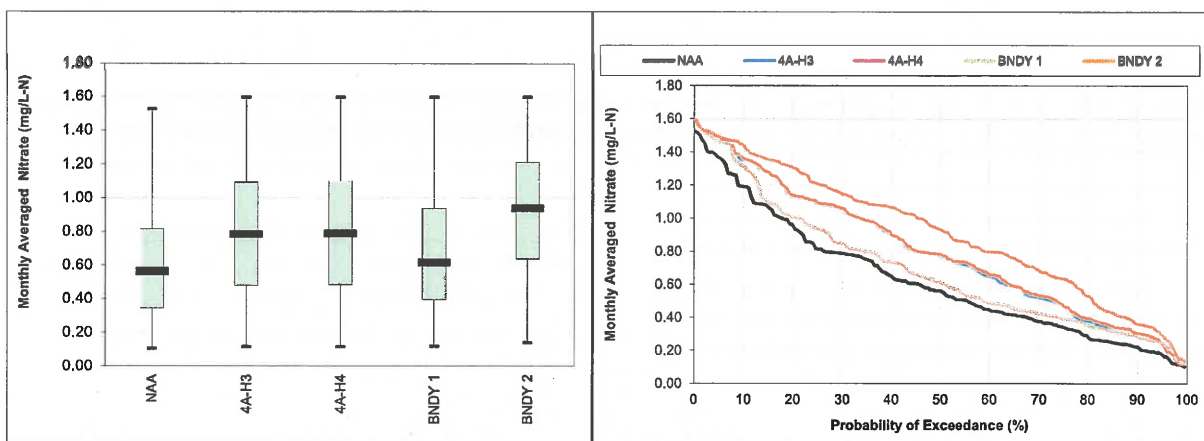 Monthly Averaged Nitrate (mg/L-N)
1.80
1.60
1.40
1.20
1.00
0.80
0.60
0.40
0.20
0.00
NAA
4A-H3
4A-H4
BNDY 1
BNDY 2
NAA 4A-H3 4A-H4 BNDY 1 BNDY 2
Monthly Averaged Nitrate (mg/L-N)
1.80
1.60
1.40
1.20
1.00
0.80
0.60
0.40
0.20
0.00
0 10 20 30 40 50 60 70 80 90 100
Probability of Exceedance (%)